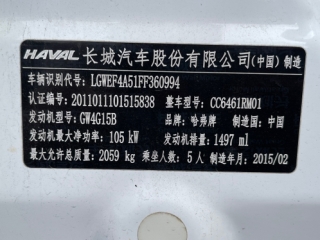 HAVAL 长城汽车股份有限公司(中国)制造
车辆识别代号: LGWEF4A51FF360994
认证编号: 2011011101515838 整车型号: CC6461RM01
发动机型号: GW4G15B 品牌: 哈弗牌 制造国: 中国
发动机最大净功率: 105 kW 发动机排量: 1497 ml
最大允许总质量: 2059 kg 乘坐人数: 5人 制造年月: 2015/02